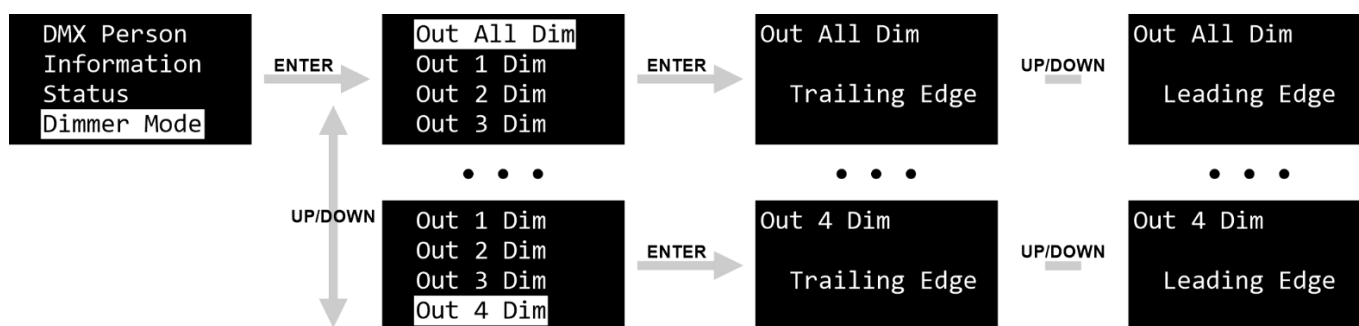 DMX Person
Information
Status
Dimmer Mode
ENTER
Out All Dim
Out 1 Dim
Out 2 Dim
Out 3 Dim
ENTER
Out All Dim
Trailing Edge
UP/DOWN
Out All Dim
Leading Edge
UP/DOWN
Out 1 Dim
Out 2 Dim
Out 3 Dim
Out 4 Dim
ENTER
Out 4 Dim
Trailing Edge
UP/DOWN
Out 4 Dim
Leading Edge